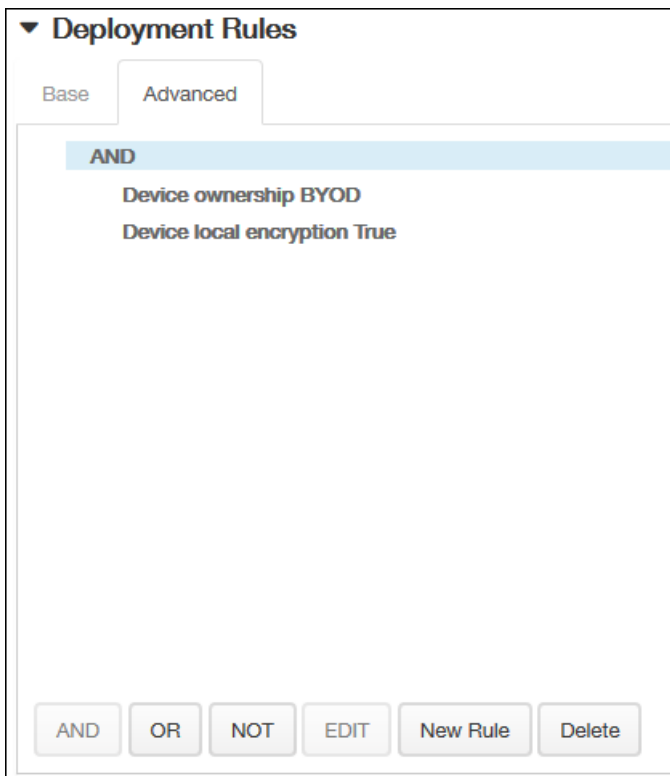 Deployment Rules
Base Advanced
AND
Device ownership BYOD
Device local encryption True
AND OR NOT EDIT New Rule Delete